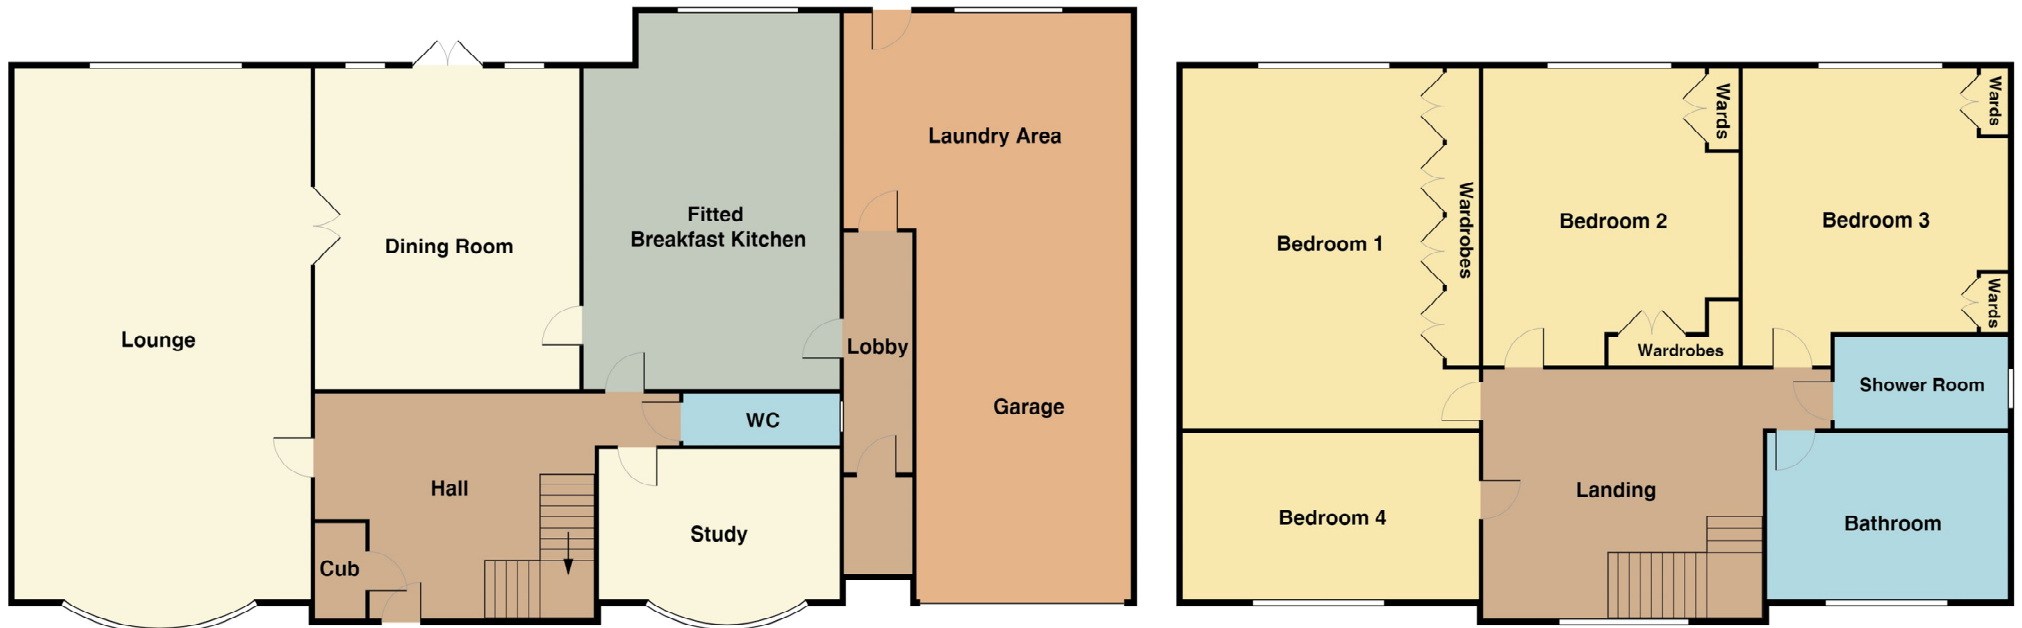 Lounge
Dining Room
Fitted
Breakfast Kitchen
Laundry Area
Lobby
Garage
WC
Hall
Study
Cub
Bedroom 1
Wardrobes
Bedroom 2
Wards
Wardrobes
Bedroom 3
Wards
Wards
Shower Room
Landing
Bedroom 4
Bathroom